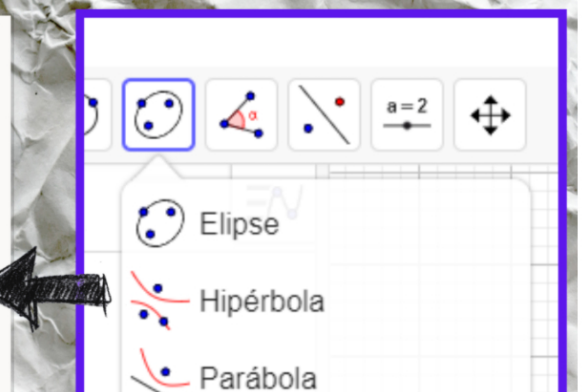 α
a = 2
Elipse
Hipérbola
Parábola